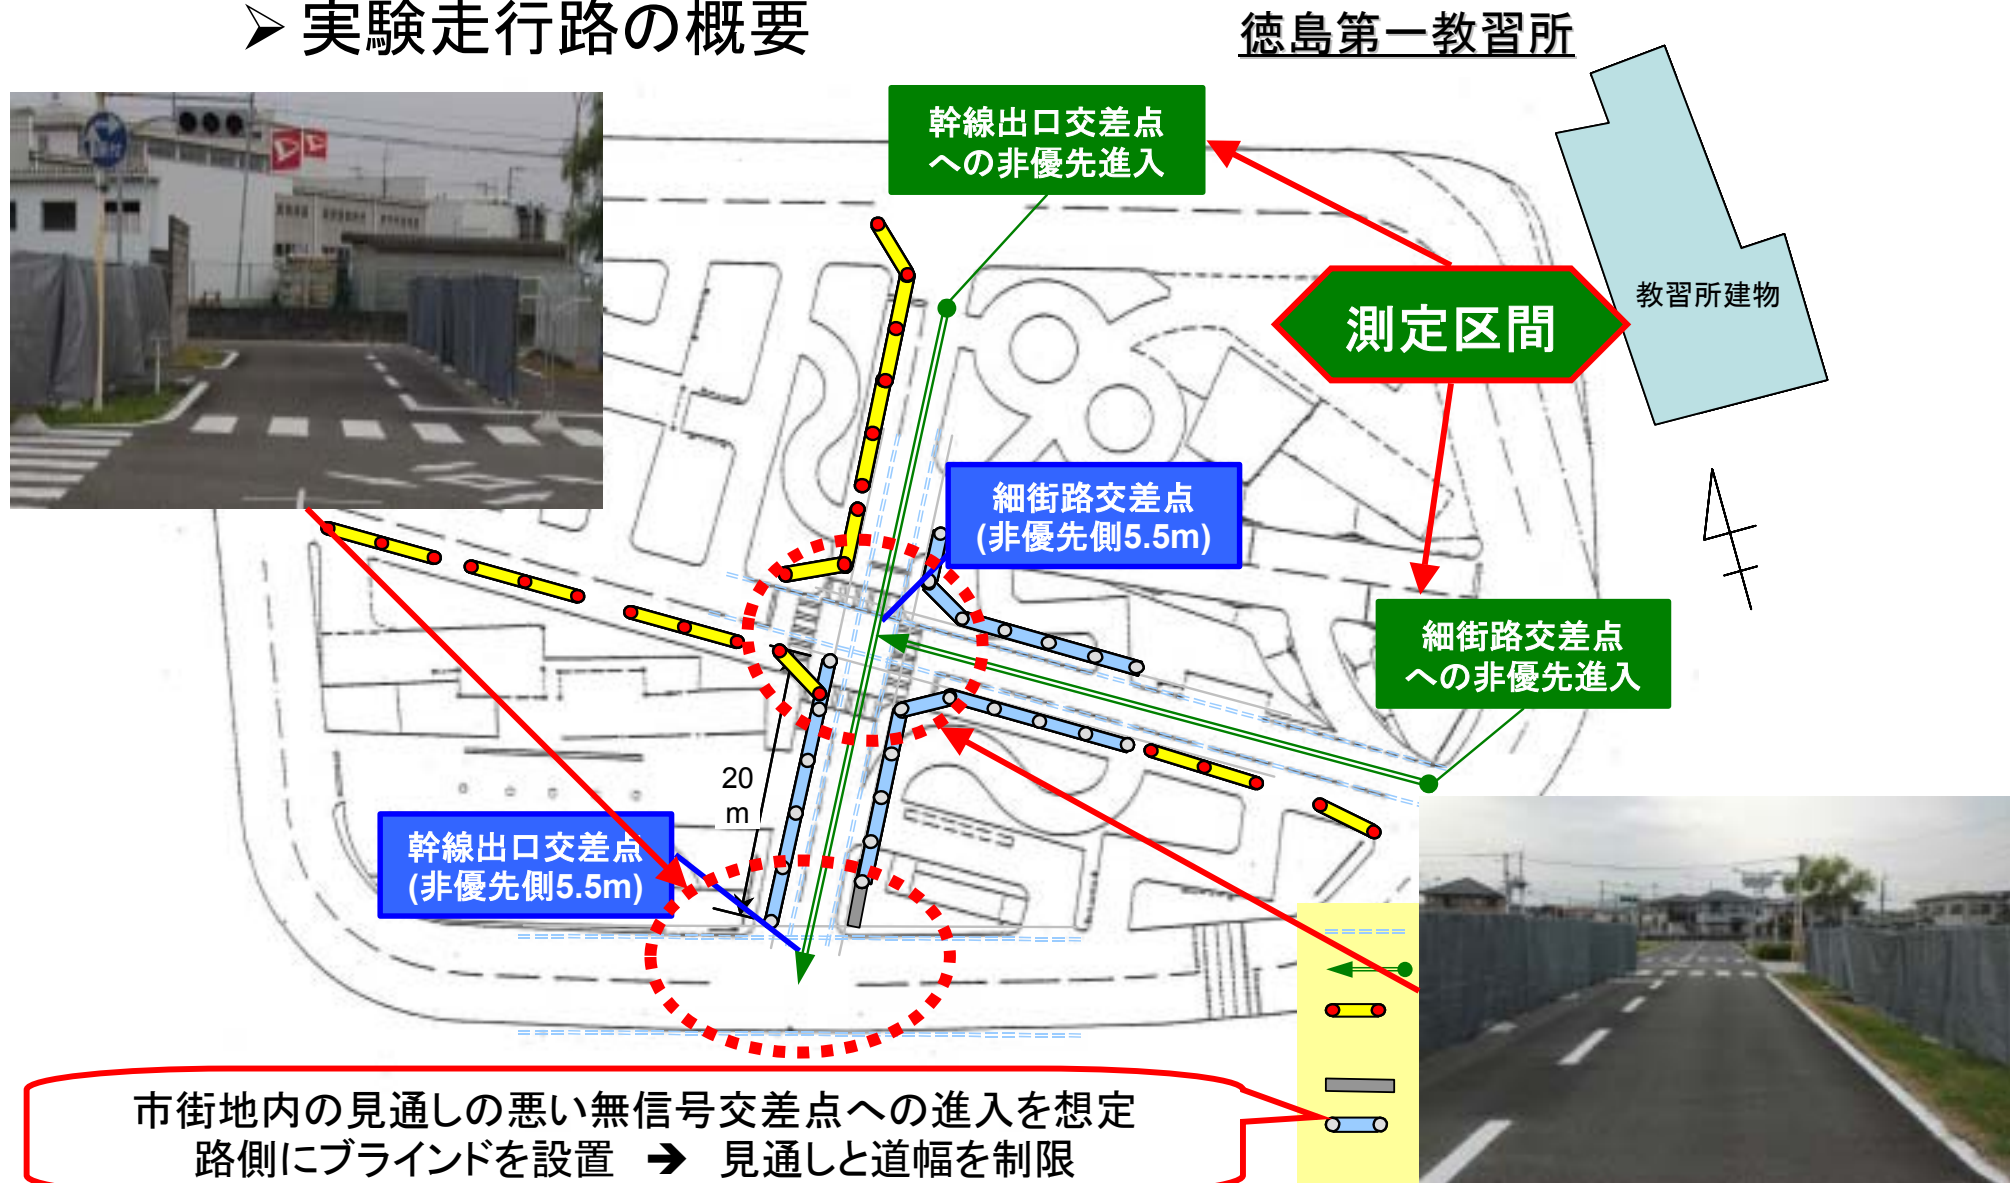 ➢ 実験走行路の概要
徳島第一教習所
幹線出口交差点
への非優先進入
測定区間
教習所建物
細街路交差点
(非優先側5.5m)
細街路交差点
への非優先進入
20
m
幹線出口交差点
(非優先側5.5m)
市街地内の見通しの悪い無信号交差点への進入を想定
路側にブラインドを設置 ➔ 見通しと道幅を制限